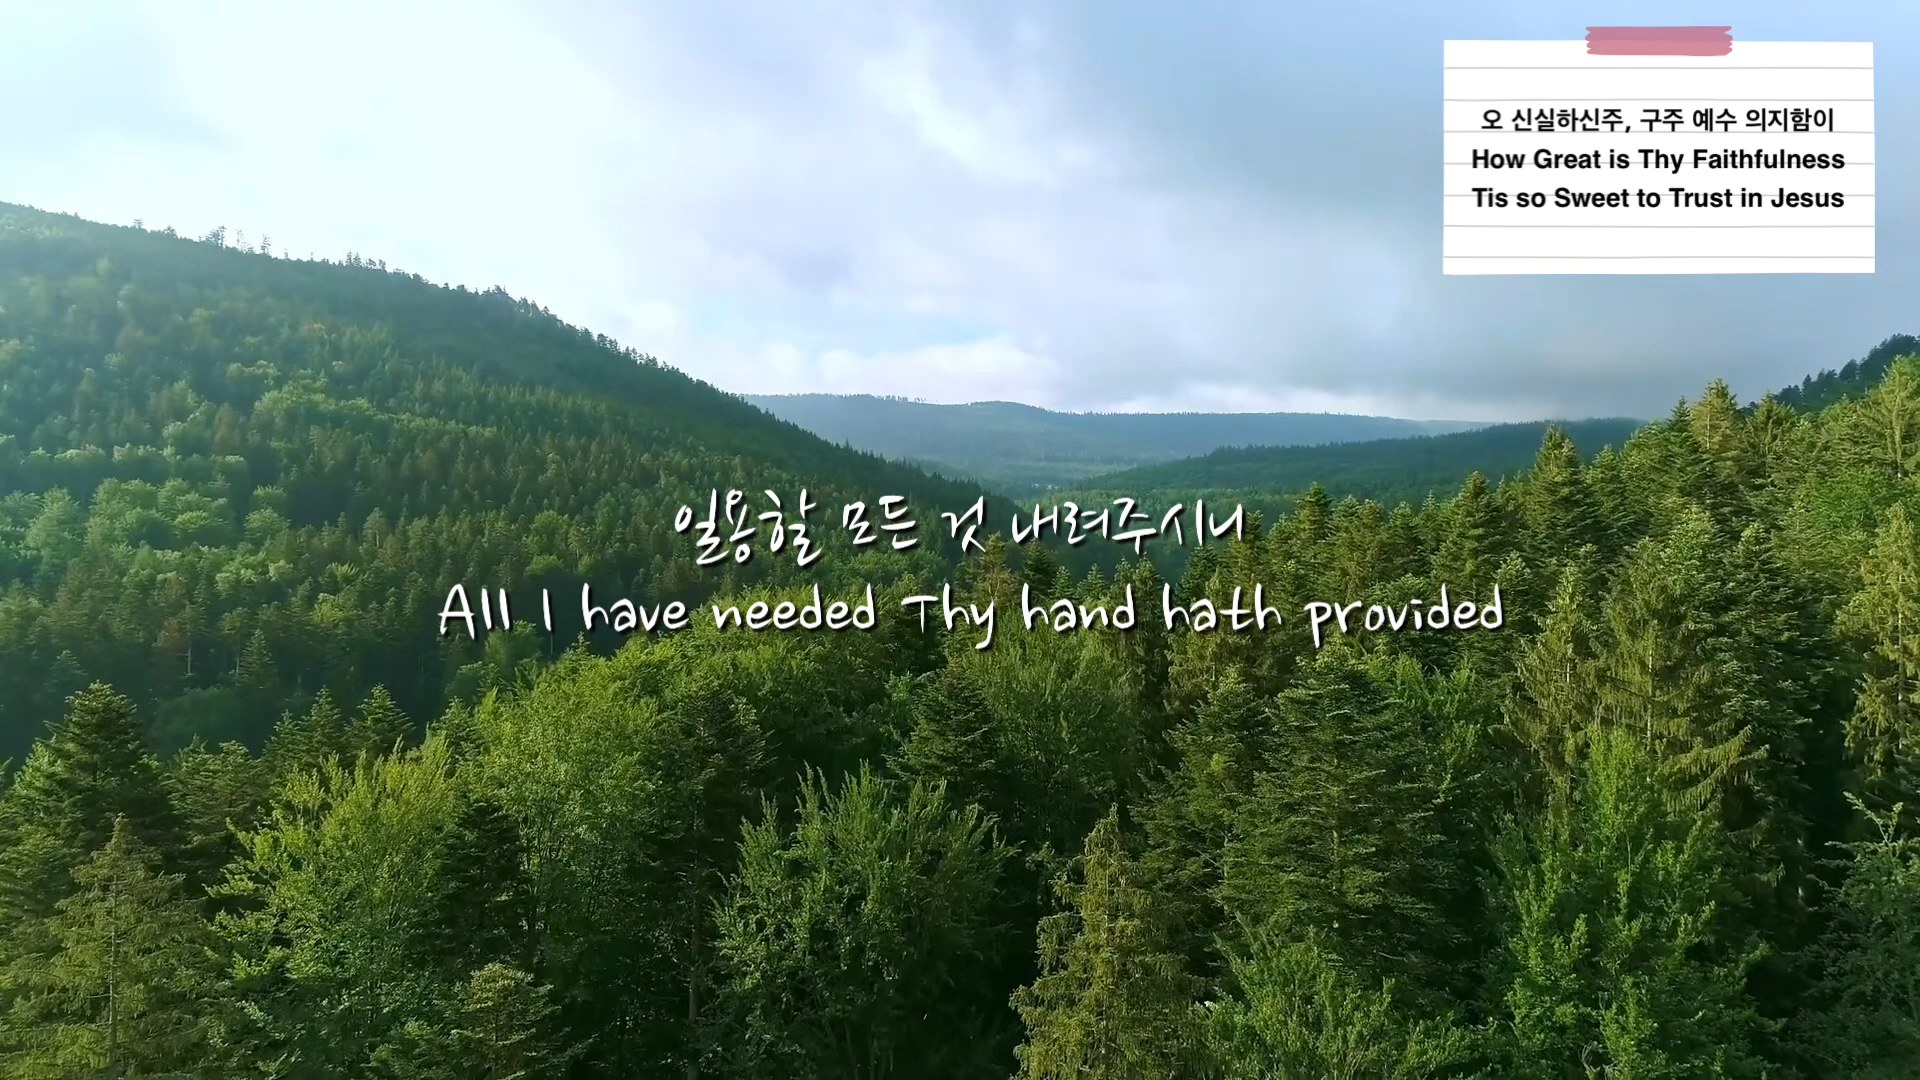 오 신실하신주, 구주 예수 의지함이
How Great is Thy Faithfulness
Tis so Sweet to Trust in Jesus
일용할 모든 것 내려주시니
All I have needed Thy hand hath provided